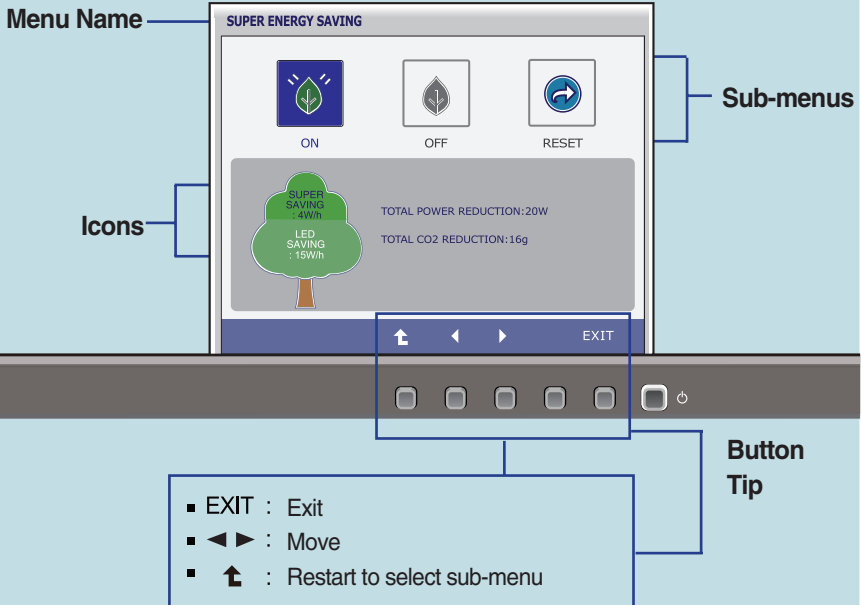 Menu Name
SUPER ENERGY SAVING
ON
OFF
RESET
Sub-menus
Icons
SUPER
SAVING
: 4W/h
LED
SAVING
: 15W/h
TOTAL POWER REDUCTION:20W
TOTAL CO2 REDUCTION:16g
EXIT
Button
Tip
EXIT : Exit
◄ ► : Move
: Restart to select sub-menu